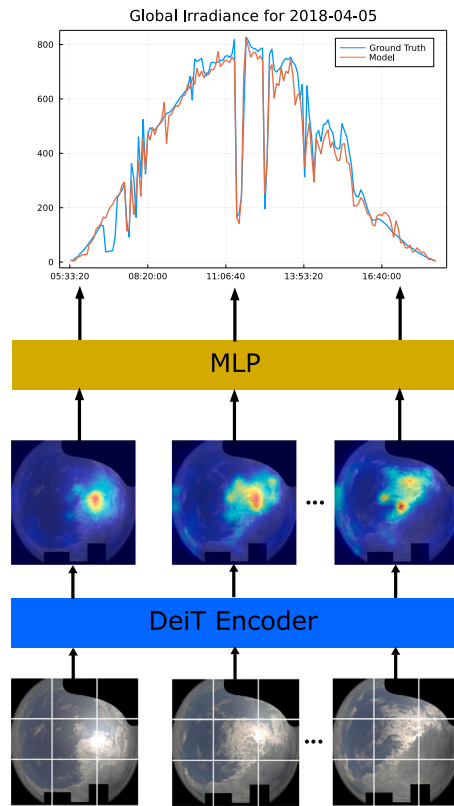 Global Irradiance for 2018-04-05
800
Ground Truth
Model
600
400
200
0
05:33:20 08:20:00 11:06:40 13:53:20 16:40:00
MLP
...
DeiT Encoder
...